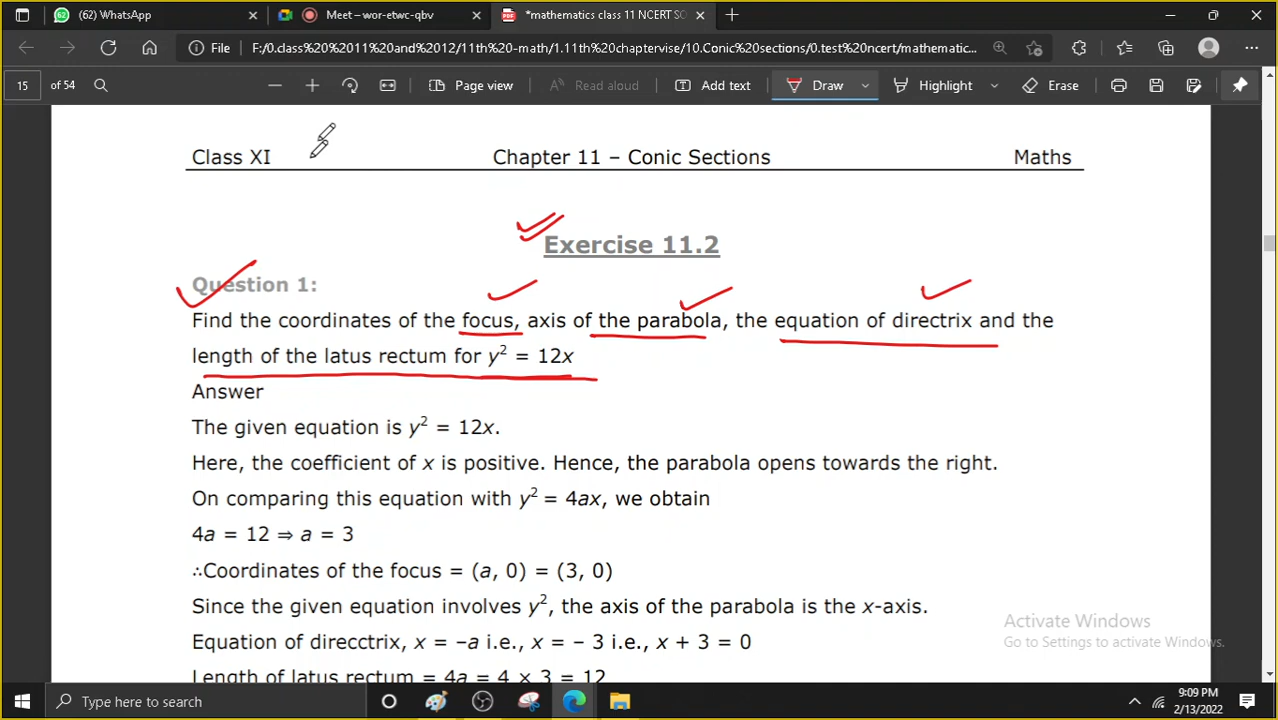 (62) WhatsApp
Meet – wor-etwc-qbv
*mathematics class 11 NCERT SO
File
F:/0.class%20%2011%20and%2012/11th%20-math/1.11th%20chaptervise/10.Conic%20sections/0.test%20ncert/mathematic...
15 of 54
Page view
Read aloud
Add text
Draw
Highlight
Erase
Class XI Chapter 11 – Conic Sections Maths
Exercise 11.2
Question 1:
Find the coordinates of the focus, axis of the parabola, the equation of directrix and the
length of the latus rectum for y² = 12x
Answer
The given equation is y² = 12x.
Here, the coefficient of x is positive. Hence, the parabola opens towards the right.
On comparing this equation with y² = 4ax, we obtain
4a = 12 ⇒ a = 3
∴Coordinates of the focus = (a, 0) = (3, 0)
Since the given equation involves y², the axis of the parabola is the x-axis.
Equation of direcctrix, x = –a i.e., x = – 3 i.e., x + 3 = 0
Length of latus rectum = 4a = 4 × 3 = 12
Activate Windows
Go to Settings to activate Windows.
Type here to search
9:09 PM
2/13/2022